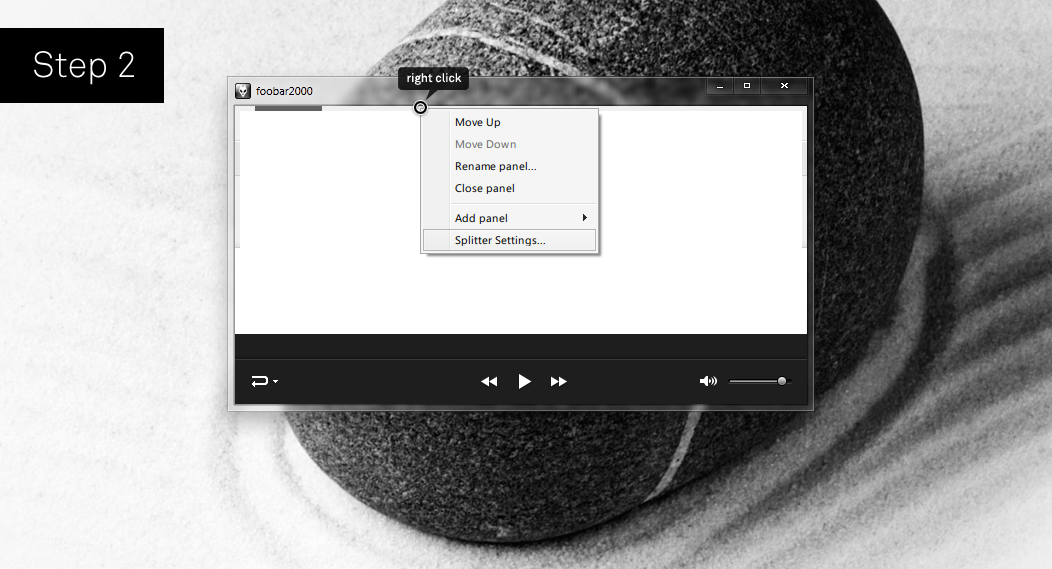 Step 2
right click
foobar2000
Move Up
Move Down
Rename panel...
Close panel
Add panel
Splitter Settings...